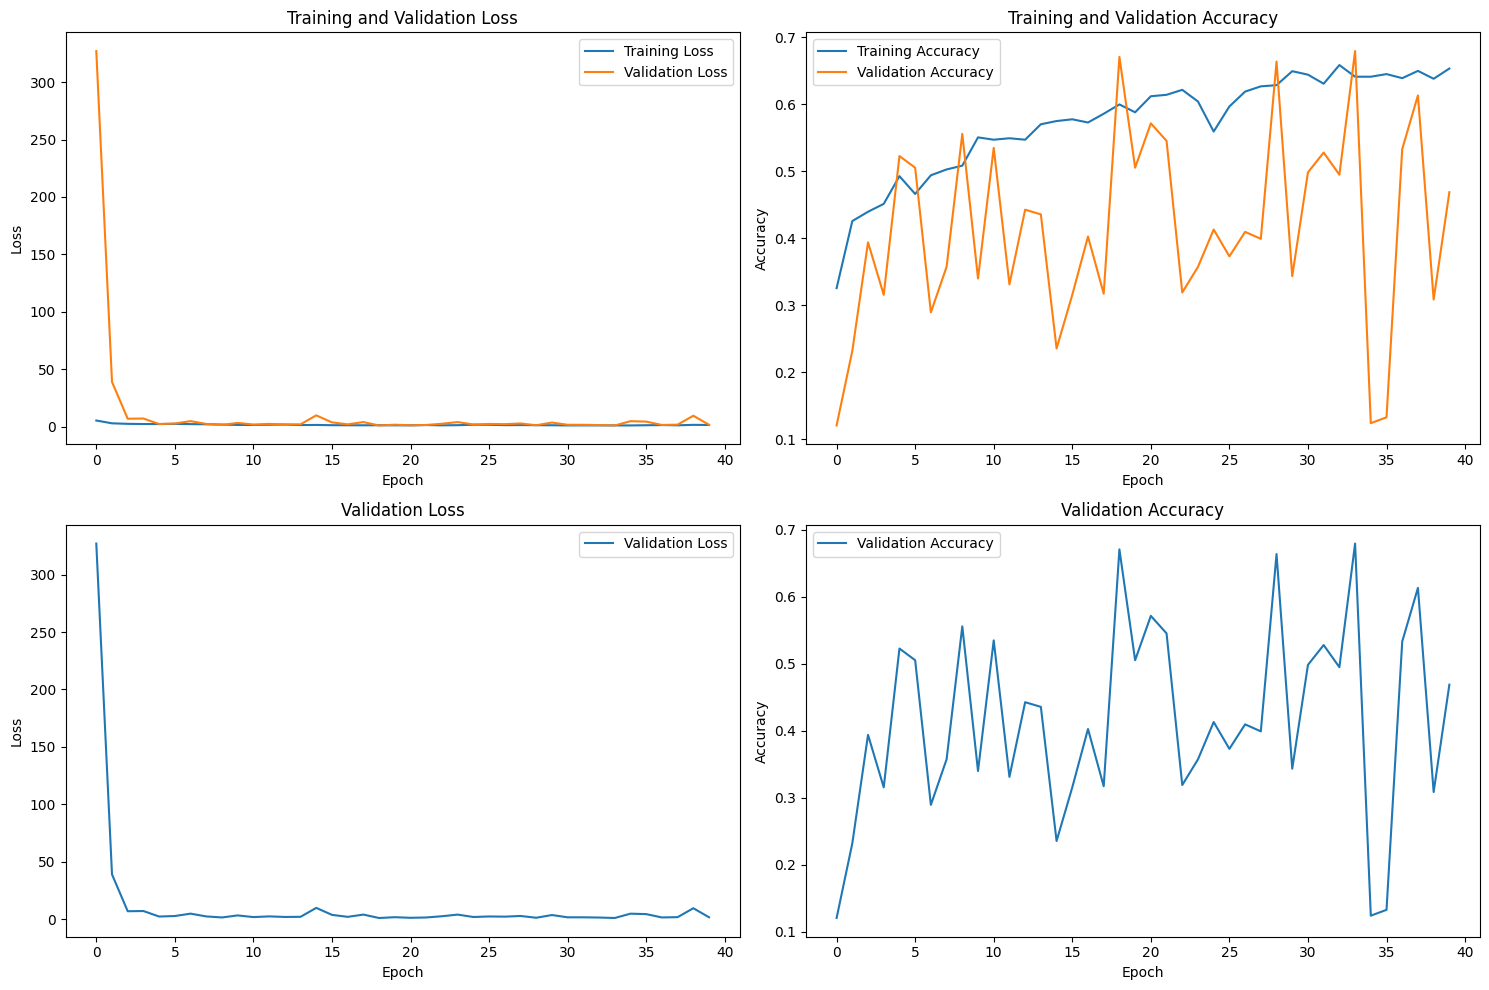 Training and Validation Loss
Training Loss
Validation Loss
300
250
200
150
100
50
0
Loss
0 5 10 15 20 25 30 35 40
Epoch
Training and Validation Accuracy
Training Accuracy
Validation Accuracy
0.7
0.6
0.5
0.4
0.3
0.2
0.1
Accuracy
0 5 10 15 20 25 30 35 40
Epoch
Validation Loss
Validation Loss
300
250
200
150
100
50
0
Loss
0 5 10 15 20 25 30 35 40
Epoch
Validation Accuracy
Validation Accuracy
0.7
0.6
0.5
0.4
0.3
0.2
0.1
Accuracy
0 5 10 15 20 25 30 35 40
Epoch